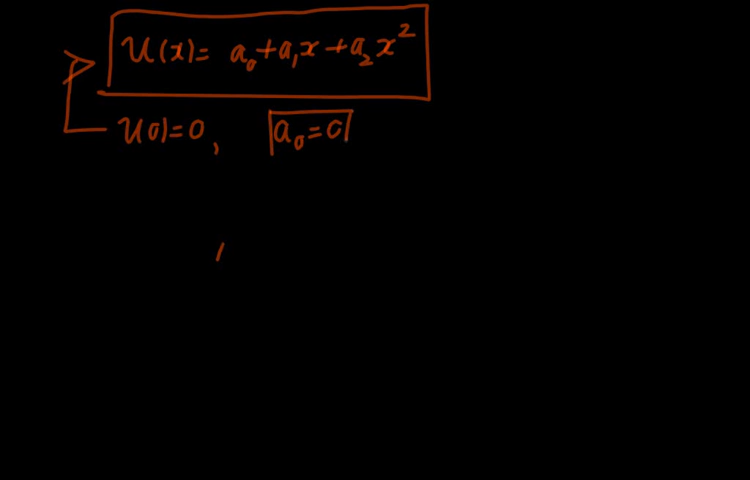 u(x) = a₀ + a₁x + a₂x²
u(0) = 0, a₀ = 0